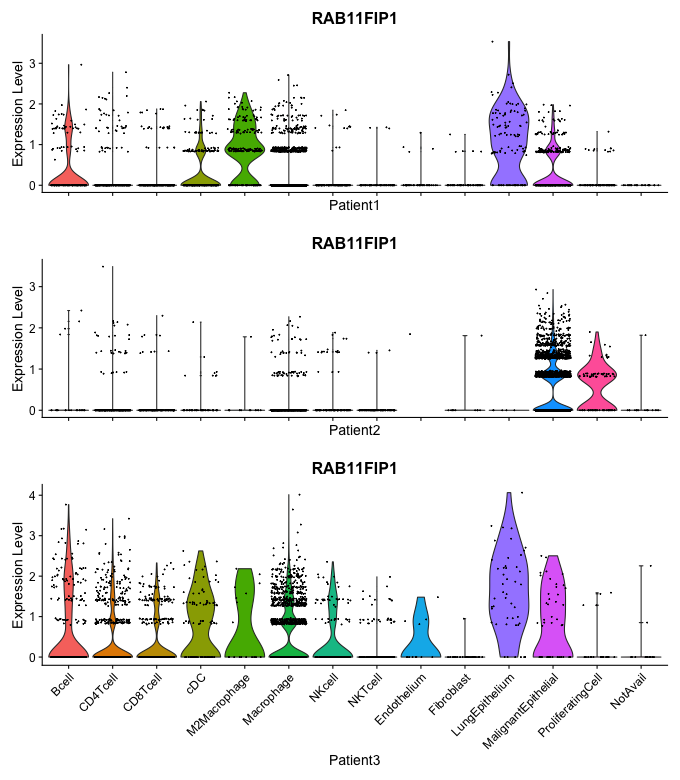 RAB11FIP1
Expression Level
3
2
1
0
Patient1
RAB11FIP1
Expression Level
3
2
1
0
Patient2
RAB11FIP1
Expression Level
4
3
2
1
0
Bcell
CD4Tcell
CD8Tcell
cDC
M2Macrophage
Macrophage
NKcell
NKTcell
Endothelium
Fibroblast
LungEpithelium
MalignantEpithelial
ProliferatingCell
NotAvail
Patient3